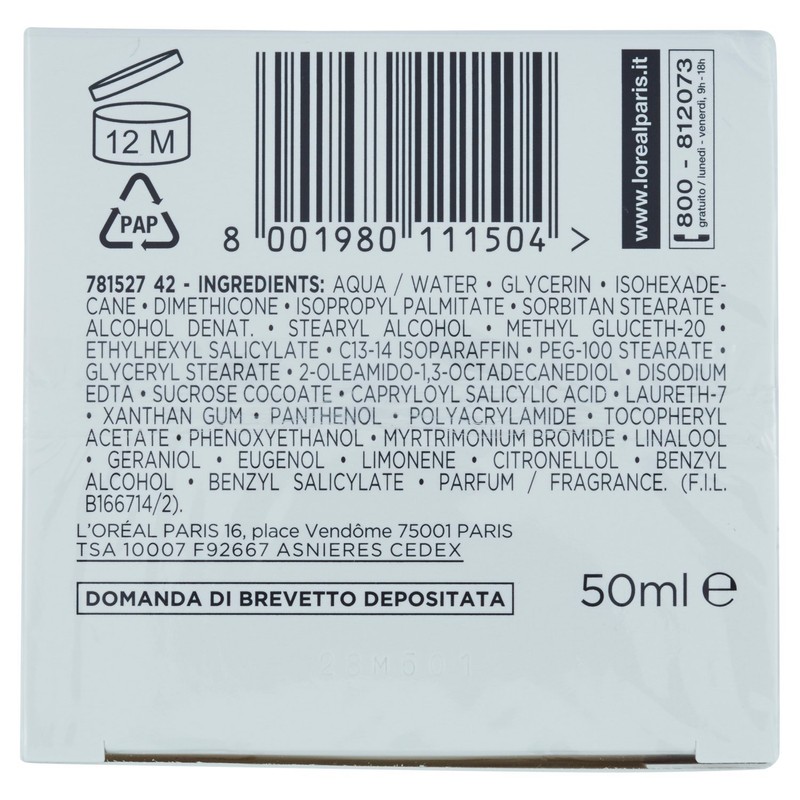 12 M
PAP
8 001980 111504 >
www.lorealparis.it
800 - 812073
gratuito / lunedì - venerdì, 9h -18h
781527 42 - INGREDIENTS: AQUA / WATER • GLYCERIN • ISOHEXADE-
CANE • DIMETHICONE • ISOPROPYL PALMITATE • SORBITAN STEARATE •
ALCOHOL DENAT. • STEARYL ALCOHOL • METHYL GLUCETH-20 •
ETHYLHEXYL SALICYLATE • C13-14 ISOPARAFFIN • PEG-100 STEARATE •
GLYCERYL STEARATE • 2-OLEAMIDO-1,3-OCTADECANEDIOL • DISODIUM
EDTA • SUCROSE COCOATE • CAPRYLOYL SALICYLIC ACID • LAURETH-7
• XANTHAN GUM • PANTHENOL • POLYACRYLAMIDE • TOCOPHERYL
ACETATE • PHENOXYETHANOL • MYRTRIMONIUM BROMIDE • LINALOOL
• GERANIOL • EUGENOL • LIMONENE • CITRONELLOL • BENZYL
ALCOHOL • BENZYL SALICYLATE • PARFUM / FRAGRANCE. (F.I.L.
B166714/2).
L'ORÉAL PARIS 16, place Vendôme 75001 PARIS
TSA 10007 F92667 ASNIERES CEDEX
DOMANDA DI BREVETTO DEPOSITATA
50ml e